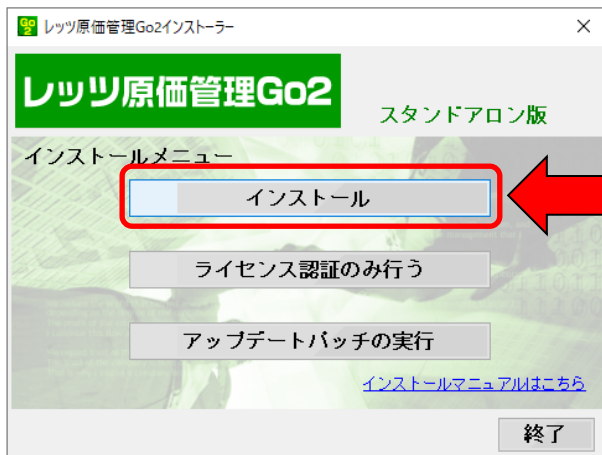 レッツ原価管理Go2インストーラー
レッツ原価管理Go2
スタンドアロン版
インストールメニュー
インストール
ライセンス認証のみ行う
アップデートパッチの実行
インストールマニュアルはこちら
終了